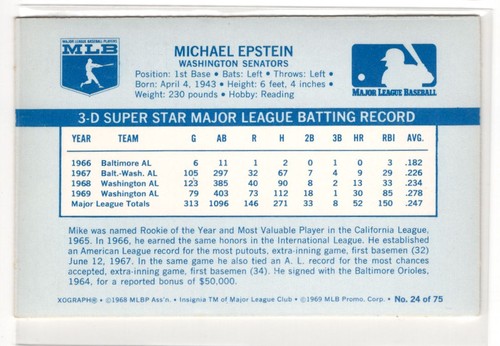 MAJOR LEAGUE BASEBALL PLAYERS
MLB
MICHAEL EPSTEIN
WASHINGTON SENATORS
Position: 1st Base • Bats: Left • Throws: Left
Born: April 4, 1943 • Height: 6 feet, 4 inches
Weight: 230 pounds • Hobby: Reading
MAJOR LEAGUE BASEBALL
3-D SUPER STAR MAJOR LEAGUE BATTING RECORD
YEAR TEAM G AB R H 2B 3B HR RBI AVG.
1966 Baltimore AL 6 11 1 2 0 1 0 3 .182
1967 Balt.-Wash. AL 105 297 32 67 7 4 9 29 .226
1968 Washington AL 123 385 40 90 8 2 13 33 .234
1969 Washington AL 79 403 73 112 18 1 30 85 .278
Major League Totals 313 1096 146 271 33 8 52 150 .247
Mike was named Rookie of the Year and Most Valuable Player in the California League,
1965. In 1966, he earned the same honors in the International League. He established
an American League record for the most putouts, extra-inning game, first basemen (32)
June 12, 1967. In the same game he also tied an A. L. record for the most chances
accepted, extra-inning game, first basemen (34). He signed with the Baltimore Orioles,
1964, for a reported bonus of $50,000.
XOGRAPH® • ©1968 MLBP Ass'n. • Insignia TM of Major League Club • ©1969 MLB Promo. Corp. • No. 24 of 75